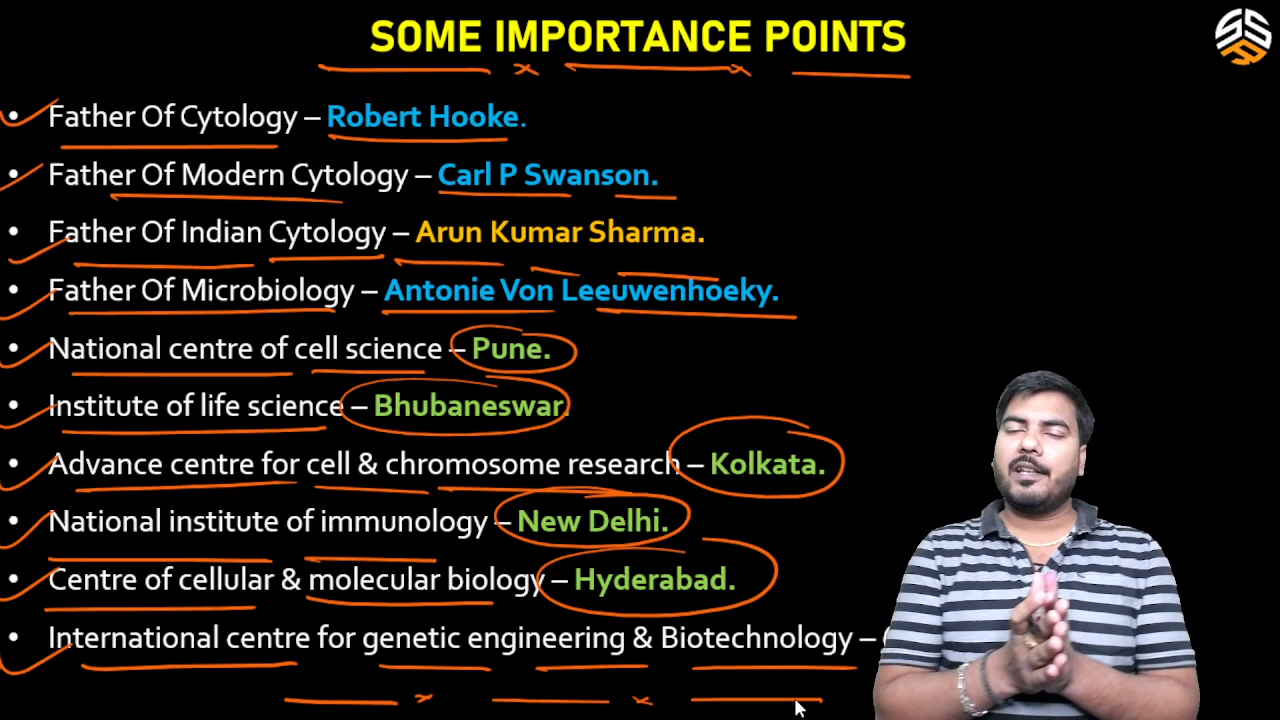 SOME IMPORTANCE POINTS
• Father Of Cytology – Robert Hooke.
• Father Of Modern Cytology – Carl P Swanson.
• Father Of Indian Cytology – Arun Kumar Sharma.
• Father Of Microbiology – Antonie Von Leeuwenhoeky.
• National centre of cell science – Pune.
• Institute of life science – Bhubaneswar.
• Advance centre for cell & chromosome research – Kolkata.
• National institute of immunology – New Delhi.
• Centre of cellular & molecular biology – Hyderabad.
• International centre for genetic engineering & Biotechnology –